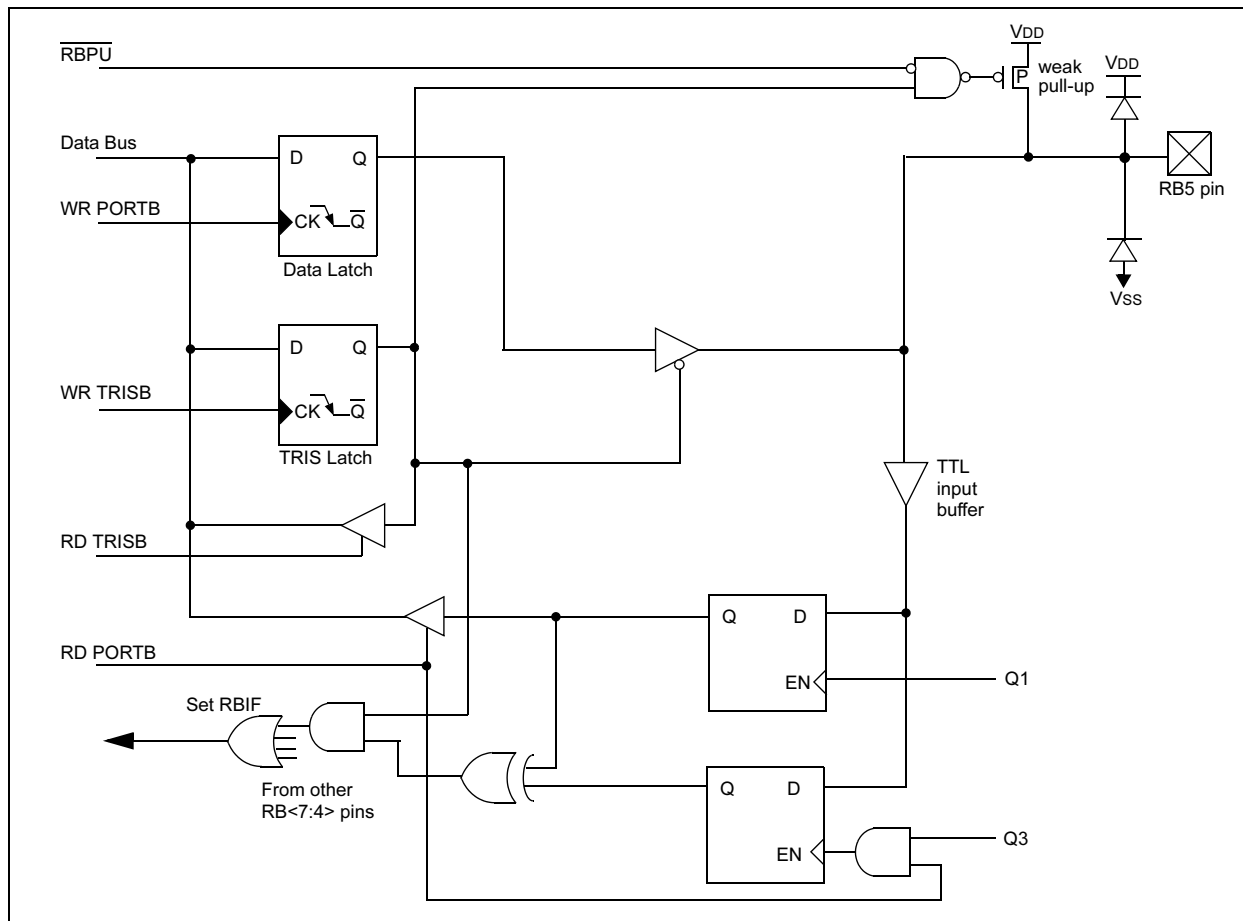 R̅B̅P̅U̅
VDD
P
weak
pull-up
VDD
RB5 pin
VSS
Data Bus
D
Q
WR PORTB
CK
Q̅
Data Latch
D
Q
WR TRISB
CK
Q̅
TRIS Latch
TTL
input
buffer
RD TRISB
Q
D
EN
Q1
RD PORTB
Set RBIF
From other
RB<7:4> pins
Q
D
EN
Q3